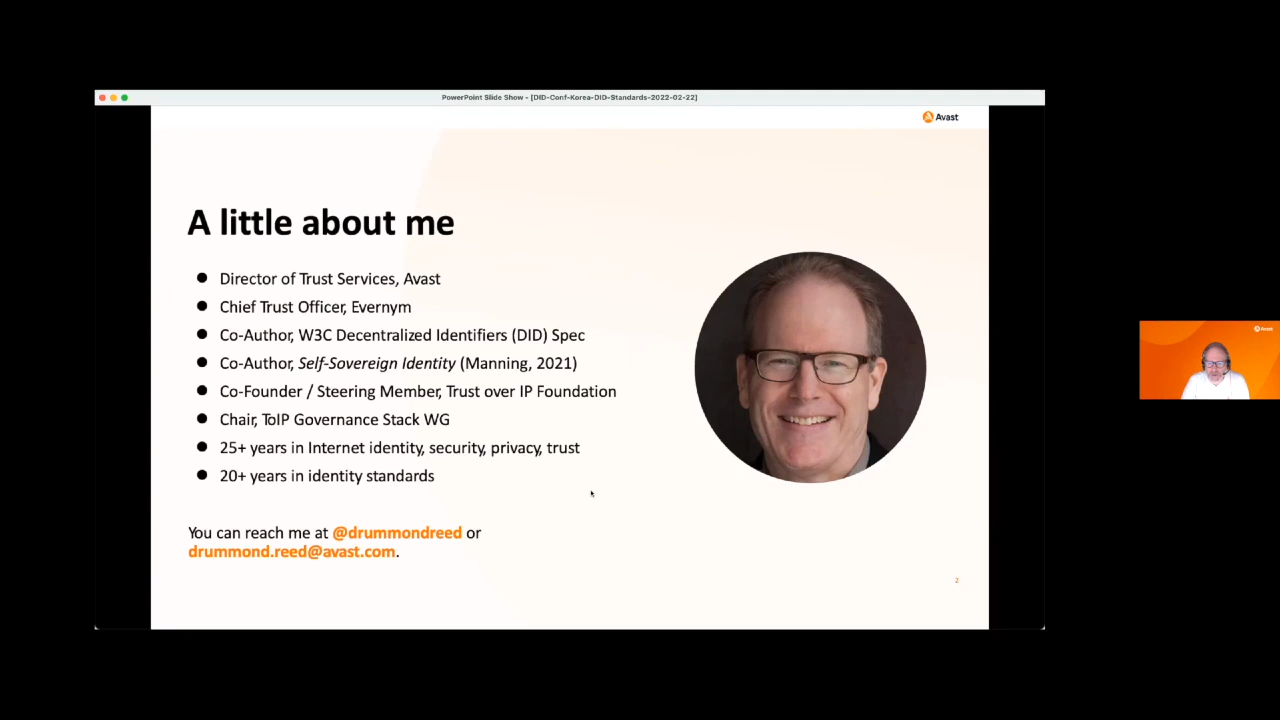 PowerPoint Slide Show - [DID-Conf-Korea-DID-Standards-2022-02-22]
Avast
Avast
A little about me
● Director of Trust Services, Avast
● Chief Trust Officer, Evernym
● Co-Author, W3C Decentralized Identifiers (DID) Spec
● Co-Author, Self-Sovereign Identity (Manning, 2021)
● Co-Founder / Steering Member, Trust over IP Foundation
● Chair, ToIP Governance Stack WG
● 25+ years in Internet identity, security, privacy, trust
● 20+ years in identity standards
You can reach me at @drummondreed or
drummond.reed@avast.com.
2